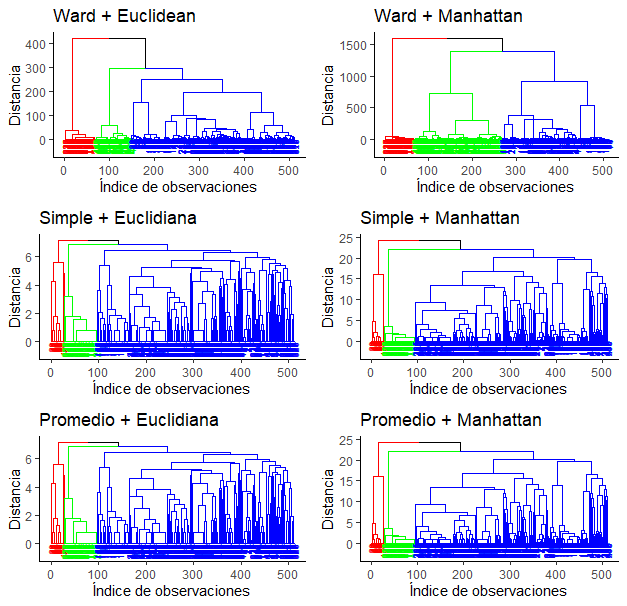 Ward + Euclidean
Ward + Manhattan
Distancia
400
300
200
100
0
0 100 200 300 400 500
Índice de observaciones
Distancia
1500
1000
500
0
0 100 200 300 400 500
Índice de observaciones
Simple + Euclidiana
Simple + Manhattan
Distancia
6
4
2
0
0 100 200 300 400 500
Índice de observaciones
Distancia
25
20
15
10
5
0
0 100 200 300 400 500
Índice de observaciones
Promedio + Euclidiana
Promedio + Manhattan
Distancia
6
4
2
0
0 100 200 300 400 500
Índice de observaciones
Distancia
25
20
15
10
5
0
0 100 200 300 400 500
Índice de observaciones